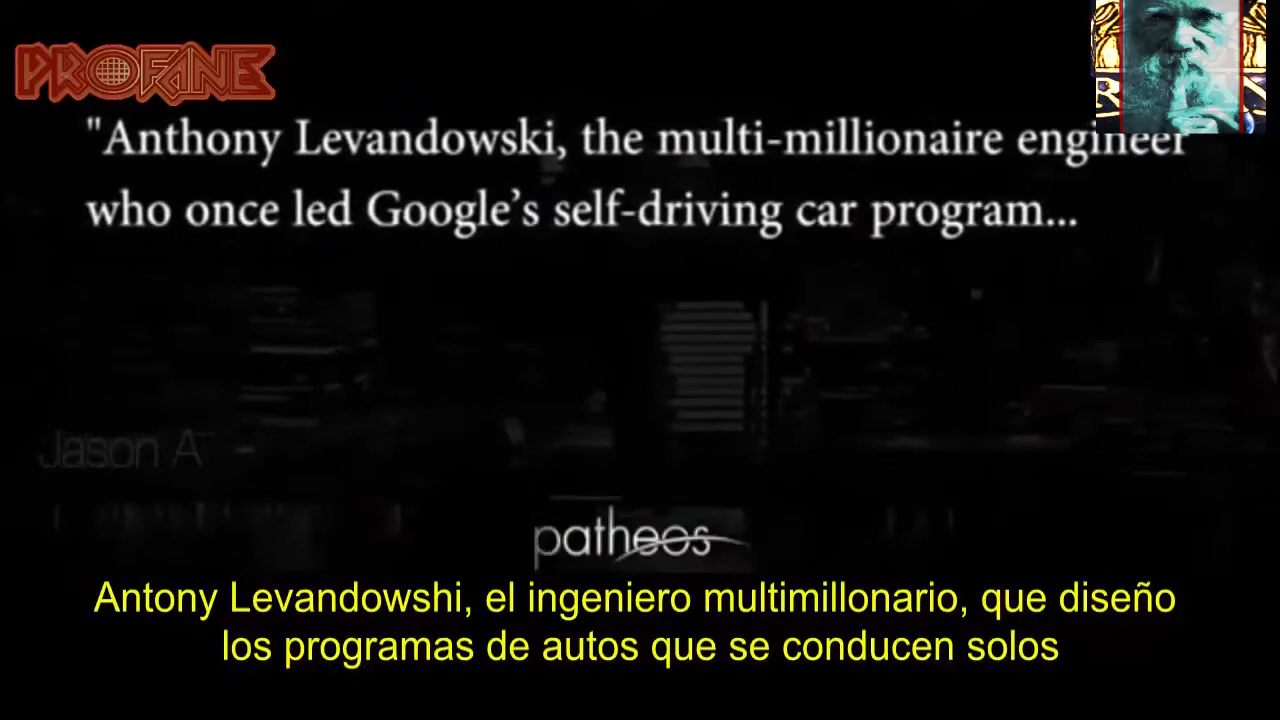 PROFANE
"Anthony Levandowski, the multi-millionaire engineer
who once led Google’s self-driving car program...
Jason A
patheos
Antony Levandowshi, el ingeniero multimillonario, que diseño
los programas de autos que se conducen solos